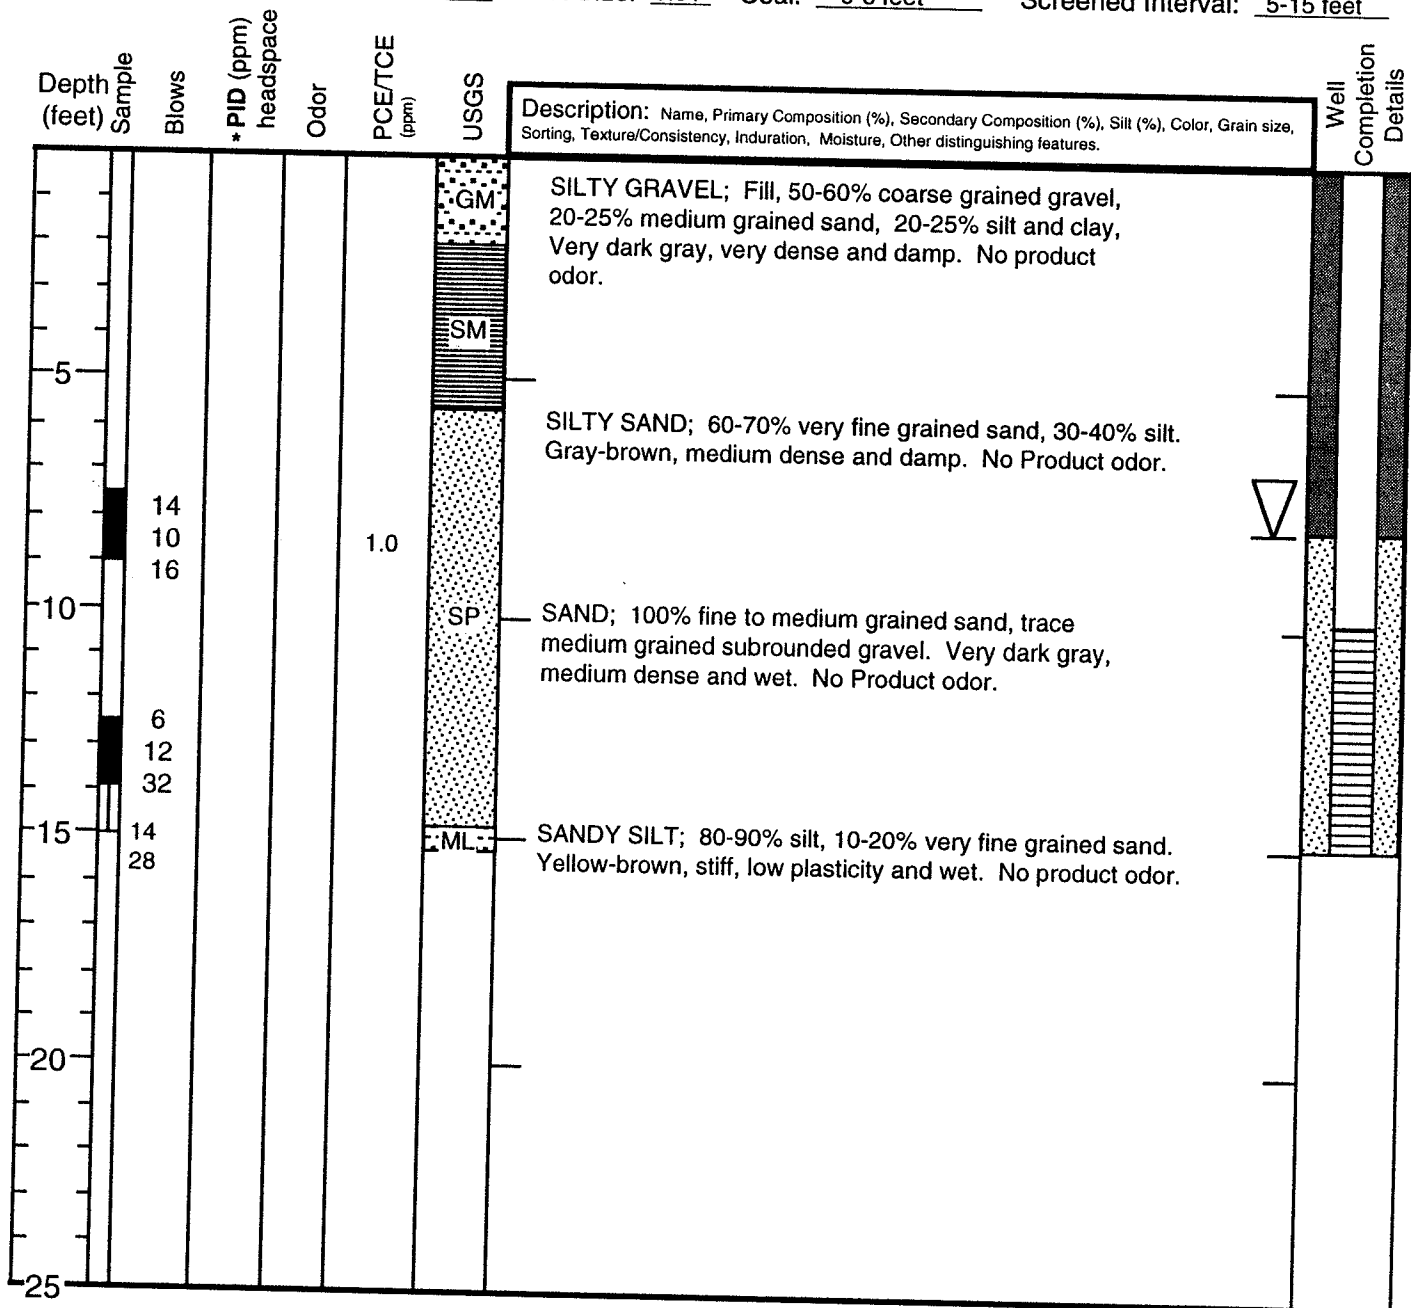 Seal:
Screened Interval: 5-15 feet
Depth (feet)
Sample
Blows
* PID (ppm) headspace
Odor
PCE/TCE (ppm)
USGS
Description: Name, Primary Composition (%), Secondary Composition (%), Silt (%), Color, Grain size,
Sorting, Texture/Consistency, Induration, Moisture, Other distinguishing features.
Well
Completion
Details
GM
SILTY GRAVEL; Fill, 50-60% coarse grained gravel,
20-25% medium grained sand, 20-25% silt and clay,
Very dark gray, very dense and damp. No product
odor.
SM
5
SILTY SAND; 60-70% very fine grained sand, 30-40% silt.
Gray-brown, medium dense and damp. No Product odor.
14
10
1.0
16
10
SP
SAND; 100% fine to medium grained sand, trace
medium grained subrounded gravel. Very dark gray,
medium dense and wet. No Product odor.
6
12
32
15
14
ML
SANDY SILT; 80-90% silt, 10-20% very fine grained sand.
28
Yellow-brown, stiff, low plasticity and wet. No product odor.
20
25